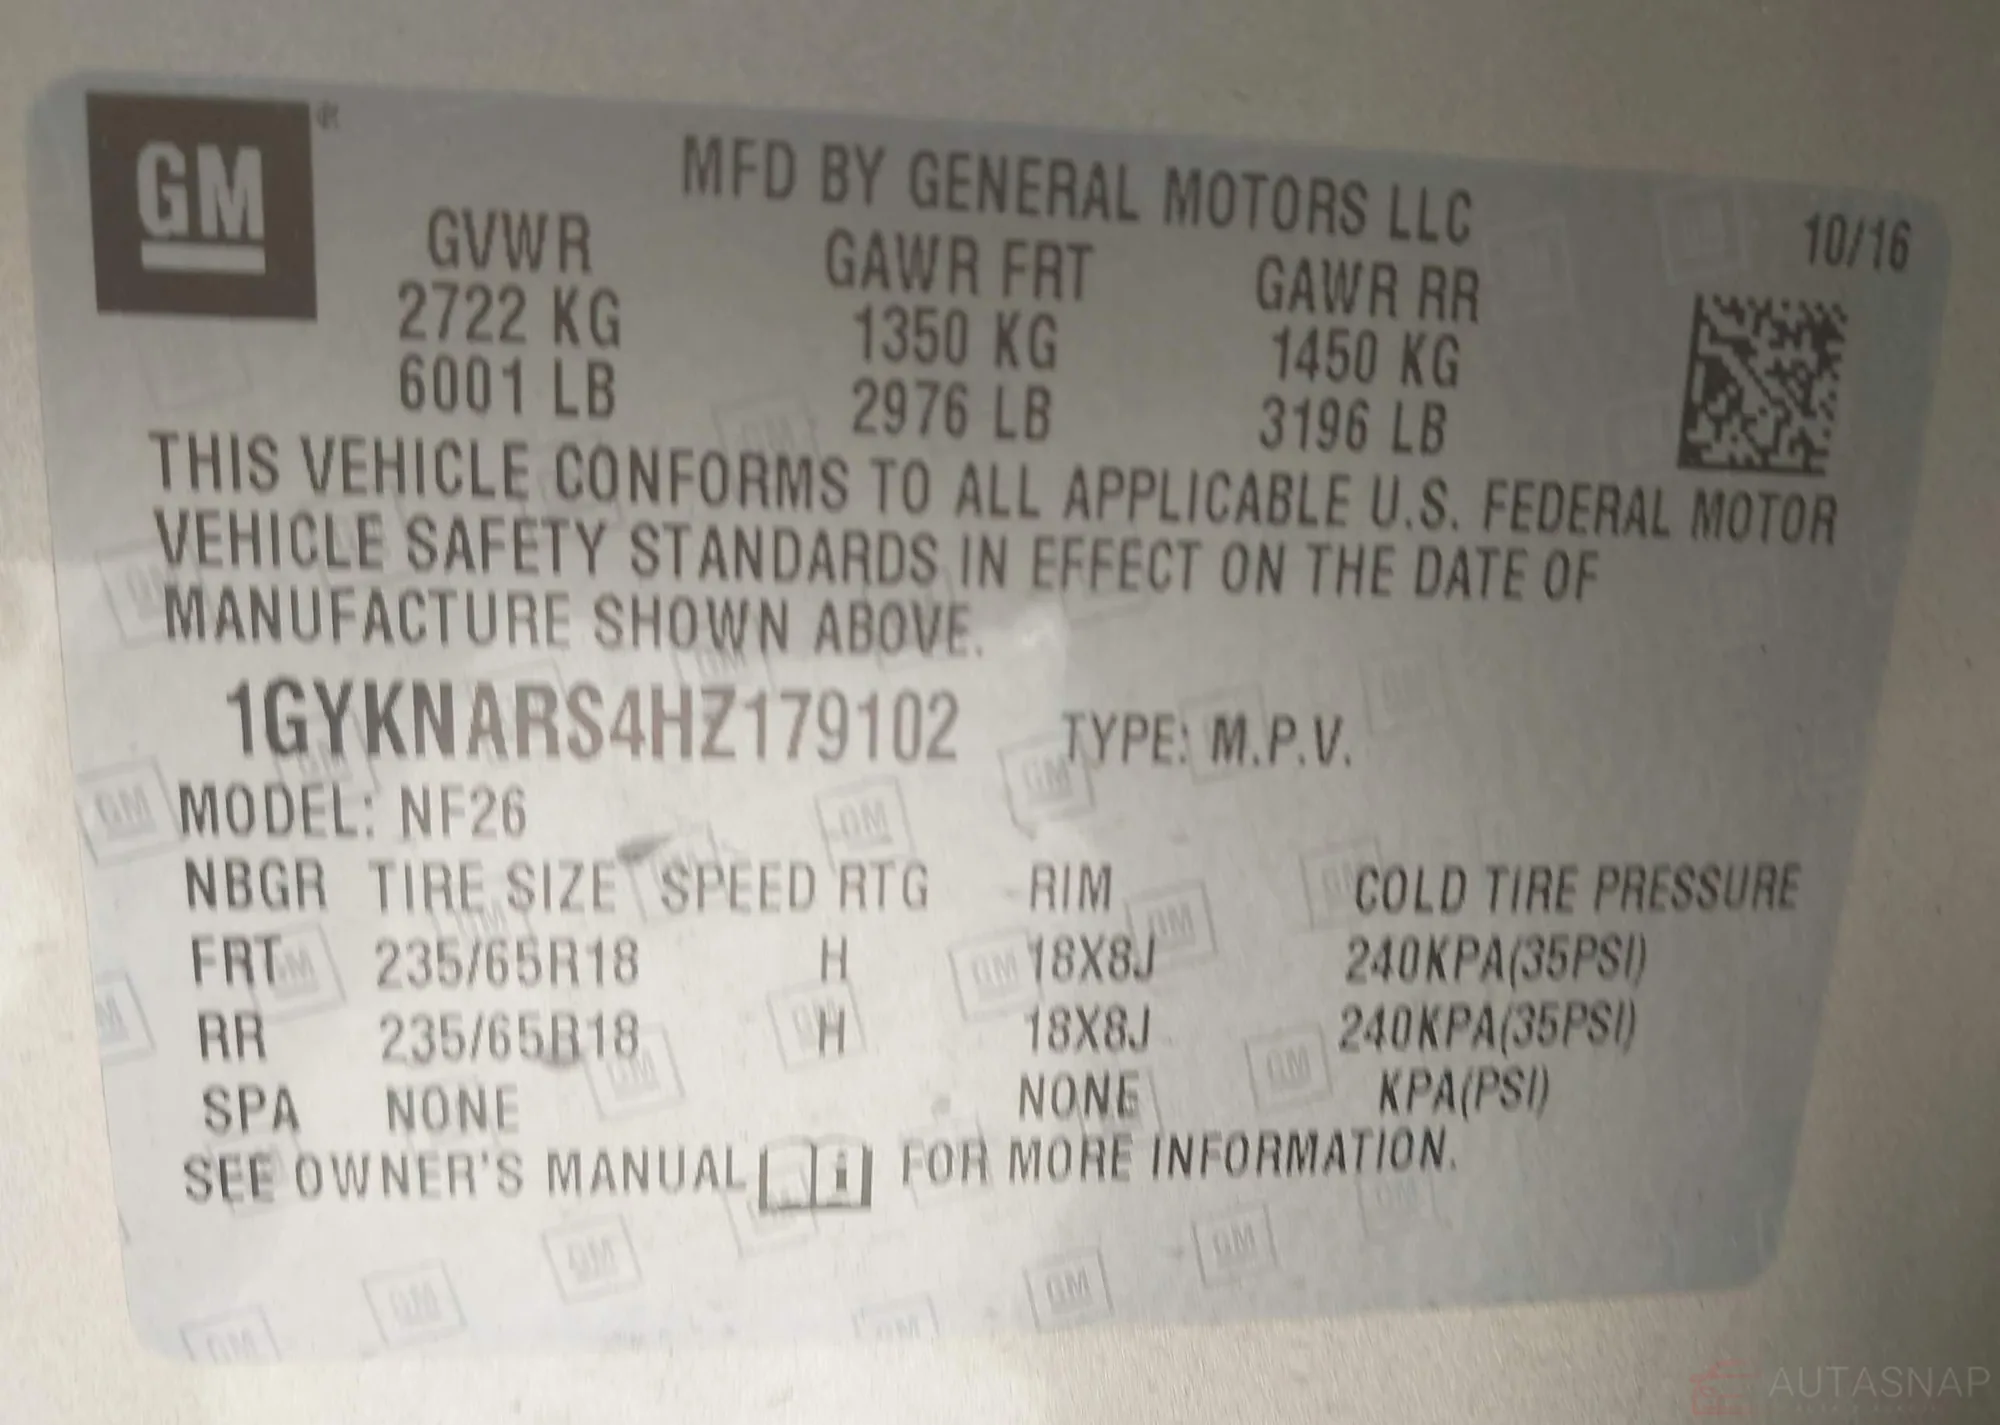 GM
MFD BY GENERAL MOTORS LLC
10/16
GVWR GAWR FRT GAWR RR
2722 KG 1350 KG 1450 KG
6001 LB 2976 LB 3196 LB
THIS VEHICLE CONFORMS TO ALL APPLICABLE U.S. FEDERAL MOTOR
VEHICLE SAFETY STANDARDS IN EFFECT ON THE DATE OF
MANUFACTURE SHOWN ABOVE.
1GYKNARS4HZ179102 TYPE: M.P.V.
MODEL: NF26
NBGR TIRE SIZE SPEED RTG RIM COLD TIRE PRESSURE
FRT 235/65R18 H 18X8J 240KPA(35PSI)
RR 235/65R18 H 18X8J 240KPA(35PSI)
SPA NONE NONE KPA(PSI)
SEE OWNER'S MANUAL i FOR MORE INFORMATION.
AUTASNAP